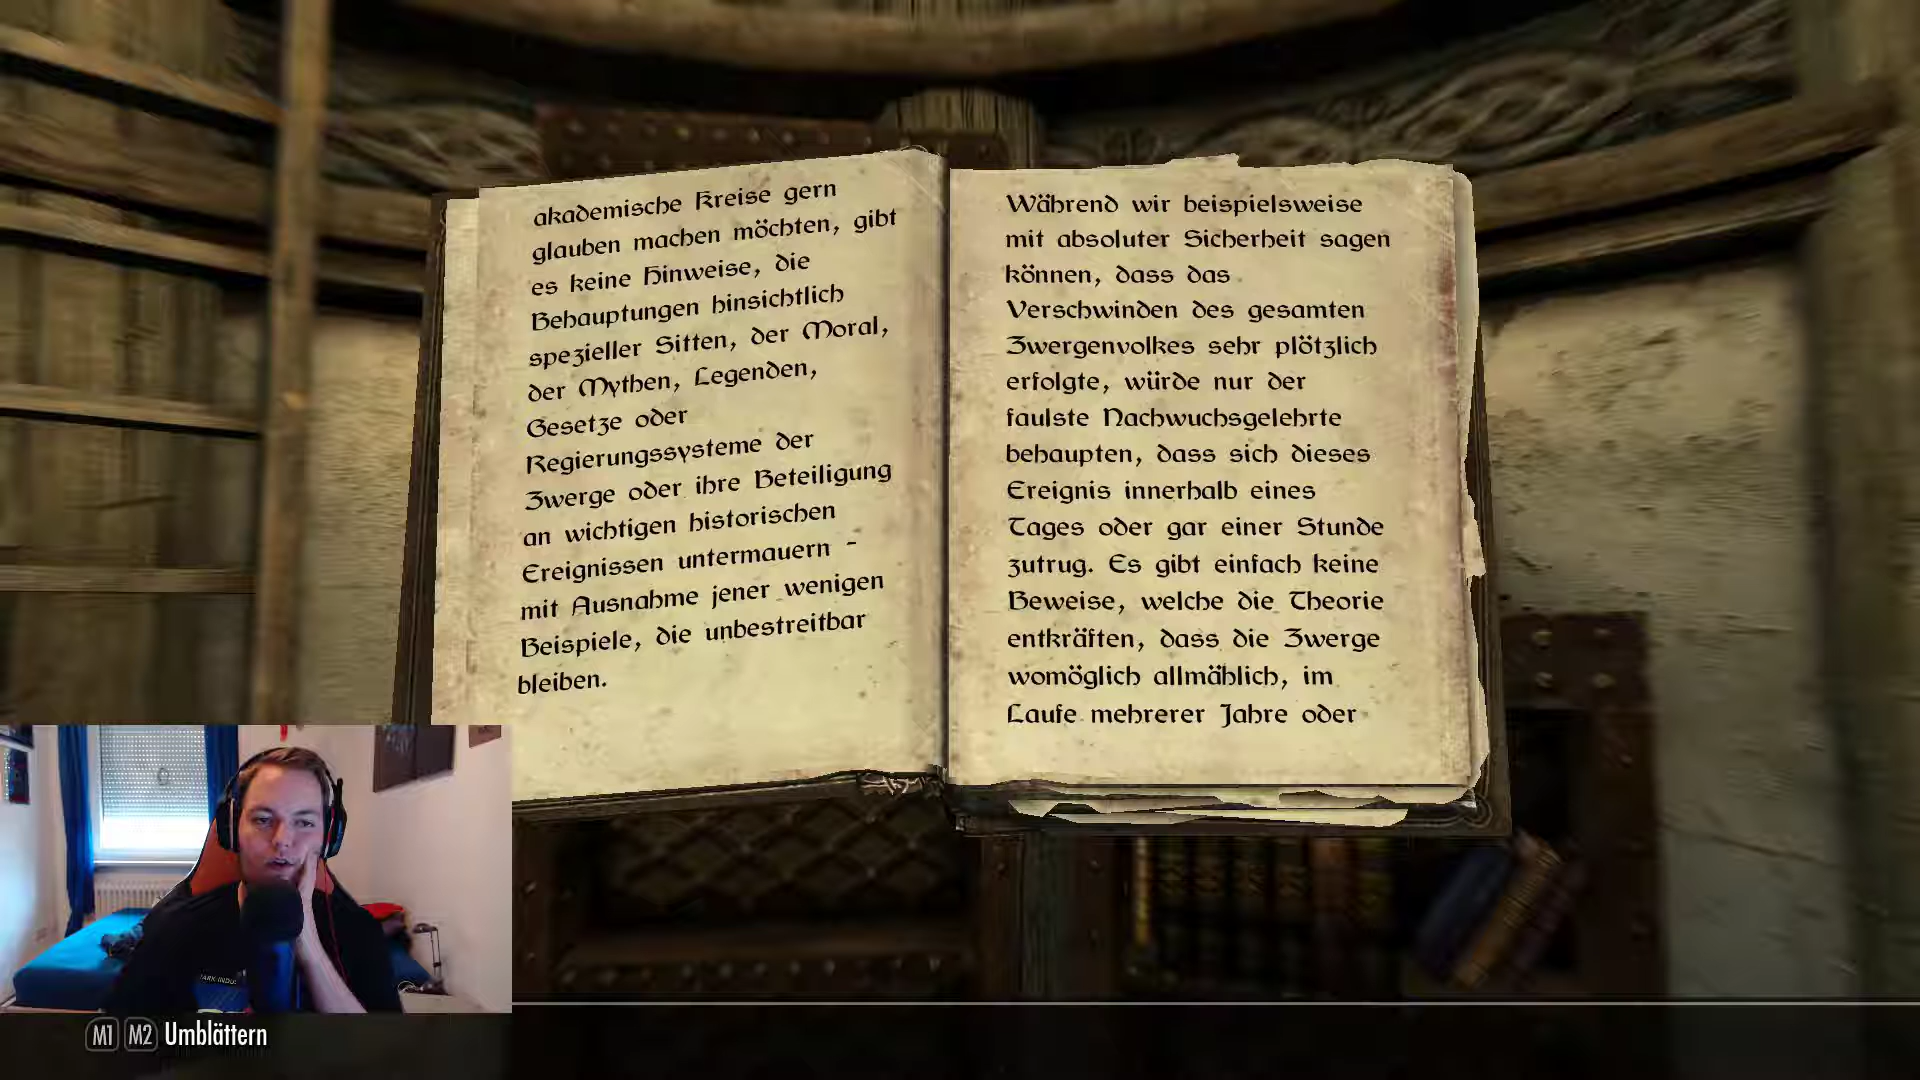 akademische Kreise gern
glauben machen möchten, gibt
es keine Hinweise, die
Behauptungen hinsichtlich
spezieller Sitten, der Moral,
der Mythen, Legenden,
Gesetze oder
Regierungssysteme der
Zwerge oder ihre Beteiligung
an wichtigen historischen
Ereignissen untermauern -
mit Ausnahme jener wenigen
Beispiele, die unbestreitbar
bleiben.
Während wir beispielsweise
mit absoluter Sicherheit sagen
können, dass das
Verschwinden des gesamten
Zwergenvolkes sehr plötzlich
erfolgte, würde nur der
faulste Nachwuchsgelehrte
behaupten, dass sich dieses
Ereignis innerhalb eines
Tages oder gar einer Stunde
zutrug. Es gibt einfach keine
Beweise, welche die Theorie
entkräften, dass die Zwerge
womöglich allmählich, im
Laufe mehrerer Jahre oder
M1 M2 Umblättern